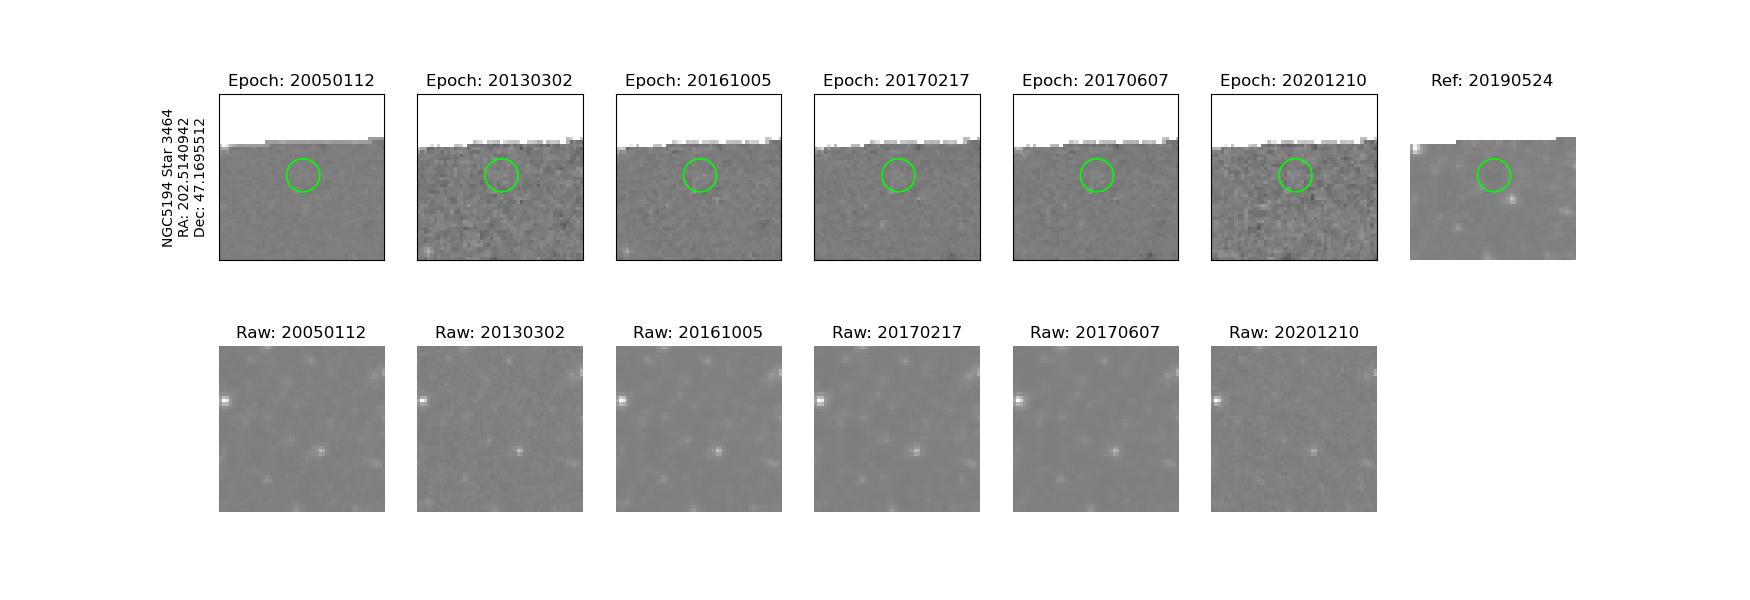 Epoch: 20050112
Epoch: 20130302
Epoch: 20161005
Epoch: 20170217
Epoch: 20170607
Epoch: 20201210
Ref: 20190524
NGC5194 Star 3464
RA: 202.5140942
Dec: 47.1695512
Raw: 20050112
Raw: 20130302
Raw: 20161005
Raw: 20170217
Raw: 20170607
Raw: 20201210